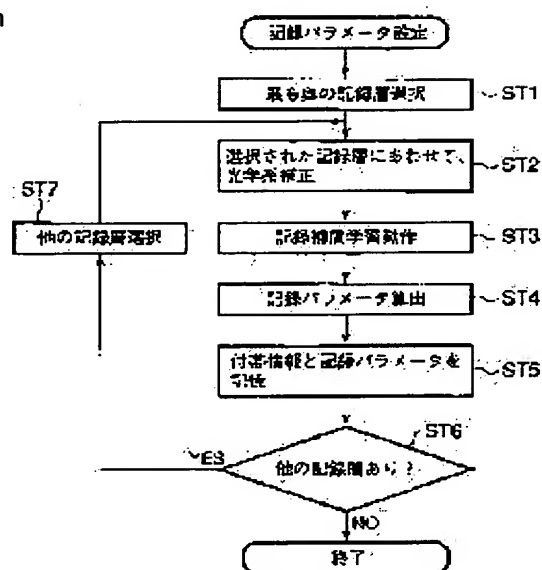 n
記録パラメータ設定
最も奥の記録層選択
ST1
選択された記録層にあわせて、
光学系補正
ST2
ST7
他の記録層選択
記録補償学習動作
ST3
記録パラメータ算出
ST4
付帯情報と記録パラメータを
記憶
ST5
ST6
ES
他の記録層あり?
NO
終了